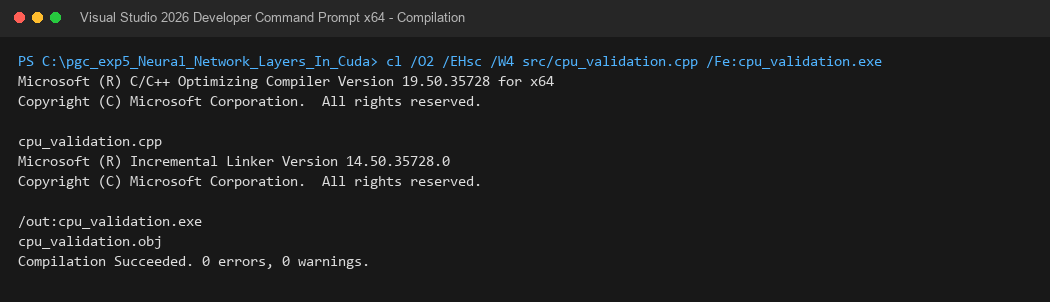 Visual Studio 2026 Developer Command Prompt x64 - Compilation
PS C:\pgc_exp5_Neural_Network_Layers_In_Cuda> cl /O2 /EHsc /W4 src/cpu_validation.cpp /Fe:cpu_validation.exe
Microsoft (R) C/C++ Optimizing Compiler Version 19.50.35728 for x64
Copyright (C) Microsoft Corporation.  All rights reserved.
cpu_validation.cpp
Microsoft (R) Incremental Linker Version 14.50.35728.0
Copyright (C) Microsoft Corporation.  All rights reserved.
/out:cpu_validation.exe
cpu_validation.obj
Compilation Succeeded. 0 errors, 0 warnings.